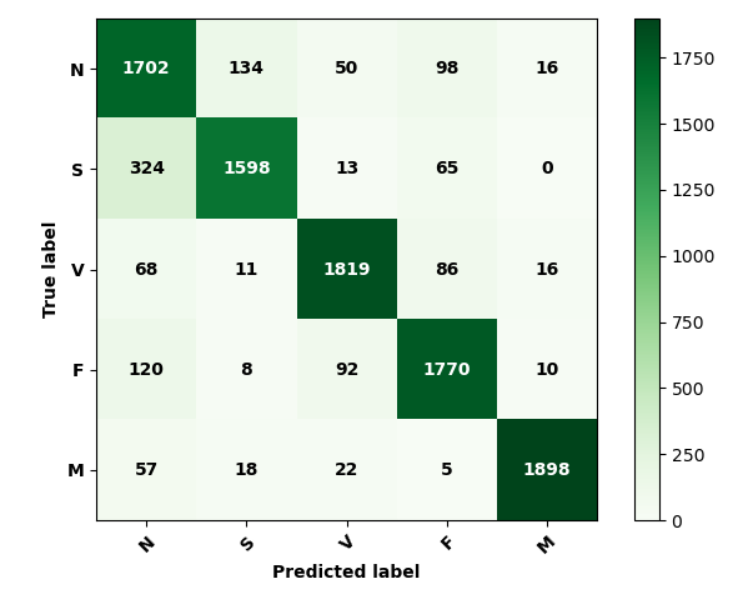 N 1702 134 50 98 16
S 324 1598 13 65 0
V 68 11 1819 86 16
F 120 8 92 1770 10
M 57 18 22 5 1898
N S V F M
Predicted label
True label
1750
1500
1250
1000
750
500
250
0